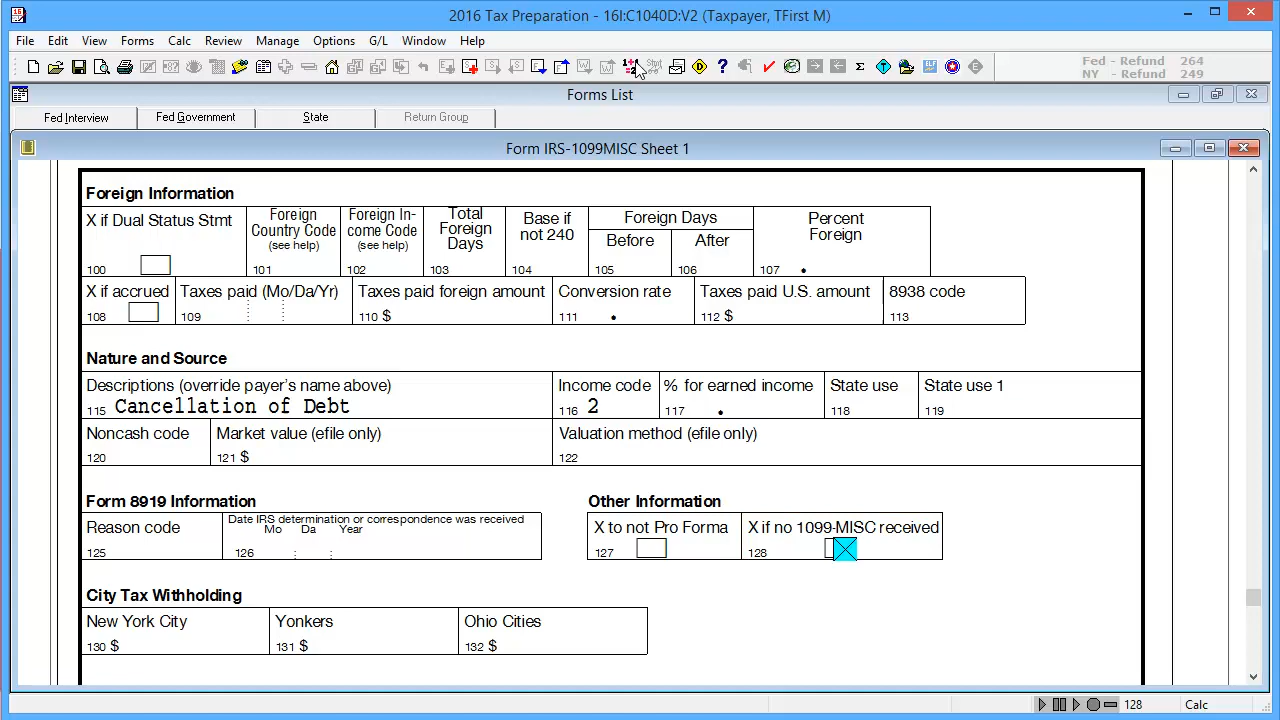 2016 Tax Preparation - 16I:C1040D:V2 (Taxpayer, TFirst M)
File Edit View Forms Calc Review Manage Options G/L Window Help
Fed - Refund 264
NY - Refund 249
Forms List
Fed Interview Fed Government State Return Group
Form IRS-1099MISC Sheet 1
Foreign Information
X if Dual Status Stmt
100
Foreign
Country Code
(see help)
101
Foreign In-
come Code
(see help)
102
Total
Foreign
Days
103
Base if
not 240
104
Foreign Days
Before After
105 106
Percent
Foreign
107 .
X if accrued Taxes paid (Mo/Da/Yr) Taxes paid foreign amount Conversion rate Taxes paid U.S. amount 8938 code
108 109 110 $ 111 . 112 $ 113
Nature and Source
Descriptions (override payer's name above) Income code % for earned income State use State use 1
115 Cancellation of Debt 116 2 117 . 118 119
Noncash code Market value (efile only) Valuation method (efile only)
120 121 $ 122
Form 8919 Information Other Information
Reason code
125
Date IRS determination or correspondence was received
Mo Da Year
126
X to not Pro Forma X if no 1099-MISC received
127 128
City Tax Withholding
New York City Yonkers Ohio Cities
130 $ 131 $ 132 $
128 Calc